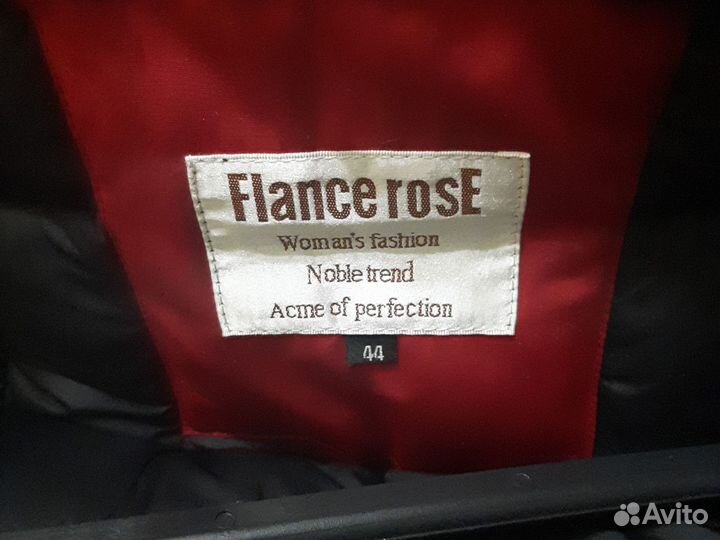 Flance rosE
Woman's fashion
Noble trend
Acme of perfection
44
Avito